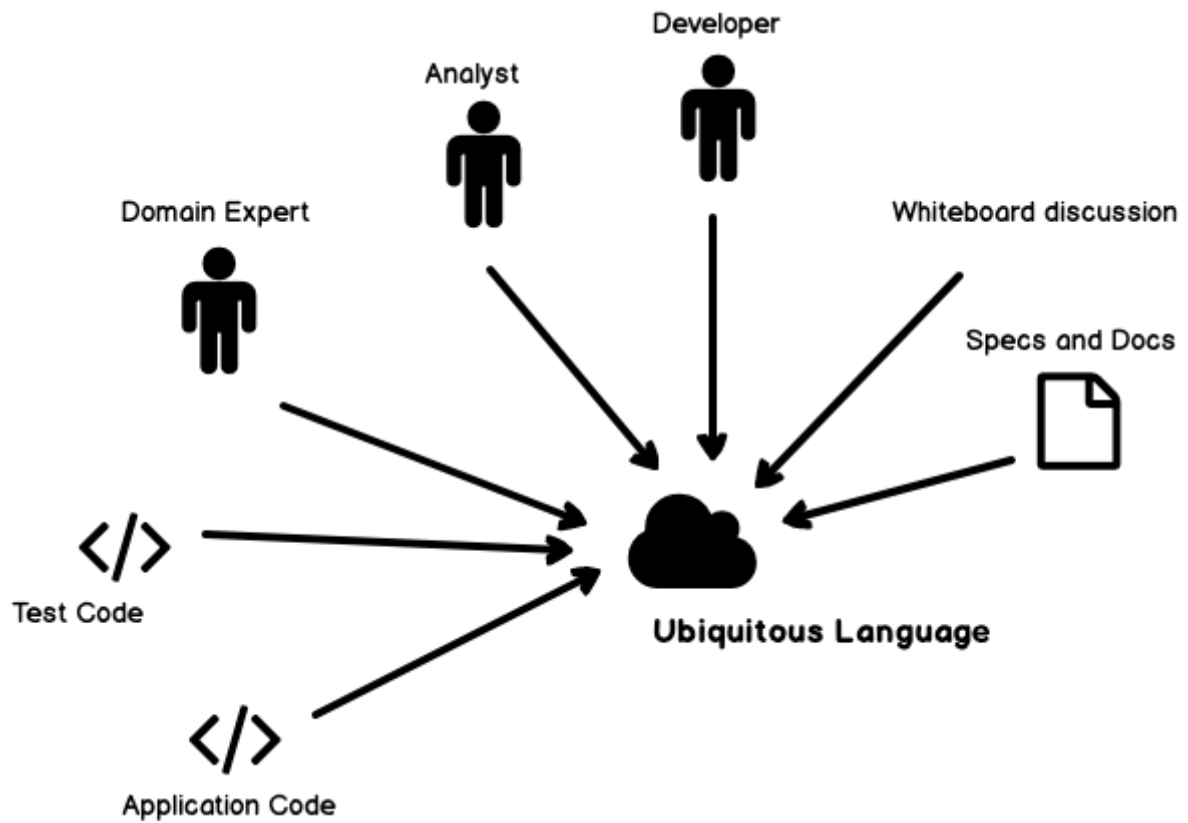 Developer
Analyst
Domain Expert
Whiteboard discussion
Specs and Docs
</>
Test Code
Ubiquitous Language
</>
Application Code